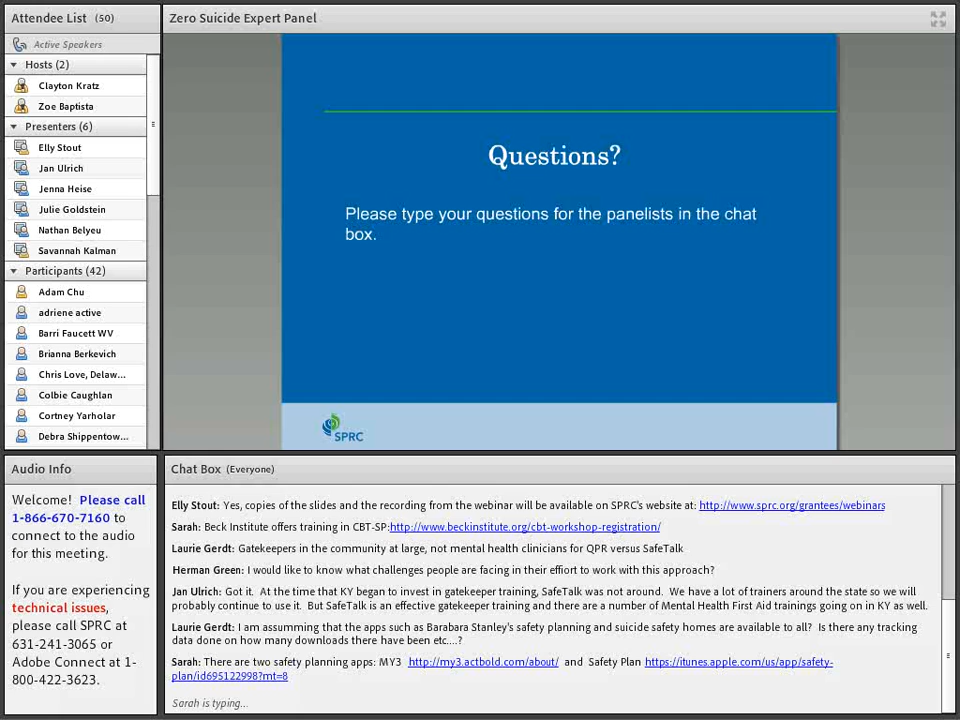 Attendee List (50)
Active Speakers
Hosts (2)
Clayton Kratz
Zoe Baptista
Presenters (6)
Elly Stout
Jan Ulrich
Jenna Heise
Julie Goldstein
Nathan Belyeu
Savannah Kalman
Participants (42)
Adam Chu
adriene active
Barri Faucett WV
Brianna Berkevich
Chris Love, Delaw...
Colbie Caughlan
Cortney Yarholar
Debra Shippentow...
Zero Suicide Expert Panel
Questions?
Please type your questions for the panelists in the chat
box.
SPRC
Audio Info
Welcome! Please call
1-866-670-7160 to
connect to the audio
for this meeting.
If you are experiencing
technical issues,
please call SPRC at
631-241-3065 or
Adobe Connect at 1-
800-422-3623.
Chat Box (Everyone)
Elly Stout: Yes, copies of the slides and the recording from the webinar will be available on SPRC's website at: http://www.sprc.org/grantees/webinars
Sarah: Beck Institute offers training in CBT-SP:http://www.beckinstitute.org/cbt-workshop-registration/
Laurie Gerdt: Gatekeepers in the community at large, not mental health clinicians for QPR versus SafeTalk
Herman Green: I would like to know what challenges people are facing in their effort to work with this approach?
Jan Ulrich: Got it. At the time that KY began to invest in gatekeeper training, SafeTalk was not around. We have a lot of trainers around the state so we will
probably continue to use it. But SafeTalk is an effective gatekeeper training and there are a number of Mental Health First Aid trainings going on in KY as well.
Laurie Gerdt: I am assumming that the apps such as Barabara Stanley's safety planning and suicide safety homes are available to all? Is there any tracking
data done on how many downloads there have been etc....?
Sarah: There are two safety planning apps: MY3 http://my3.actbold.com/about/ and Safety Plan https://itunes.apple.com/us/app/safety-
plan/id695122998?mt=8
Sarah is typing...